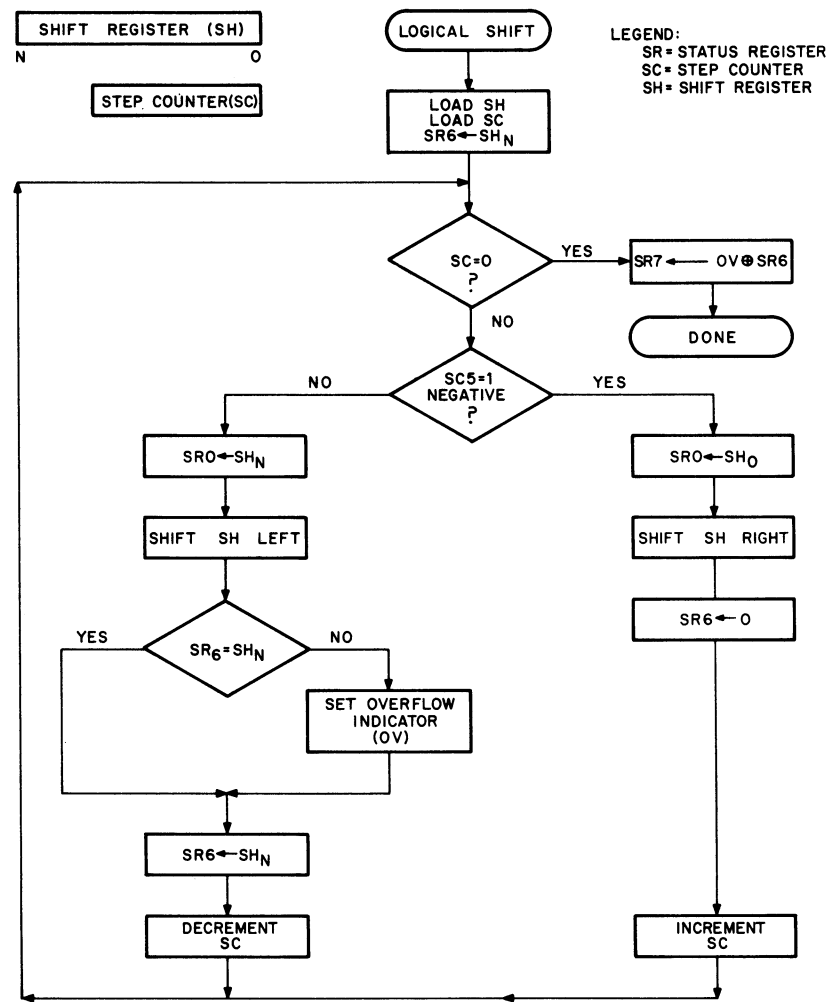 SHIFT REGISTER (SH)
N O
STEP COUNTER(SC)
LOGICAL SHIFT
LEGEND:
SR = STATUS REGISTER
SC = STEP COUNTER
SH = SHIFT REGISTER
LOAD SH
LOAD SC
SR6←SHN
SC=0
?
YES
SR7 ← OV⊕SR6
DONE
NO
SC5=1
NEGATIVE
?
NO
YES
SR0←SHN
SHIFT SH LEFT
SR6=SHN
YES
NO
SET OVERFLOW
INDICATOR
(OV)
SR6←SHN
DECREMENT
SC
SR0←SHO
SHIFT SH RIGHT
SR6←O
INCREMENT
SC